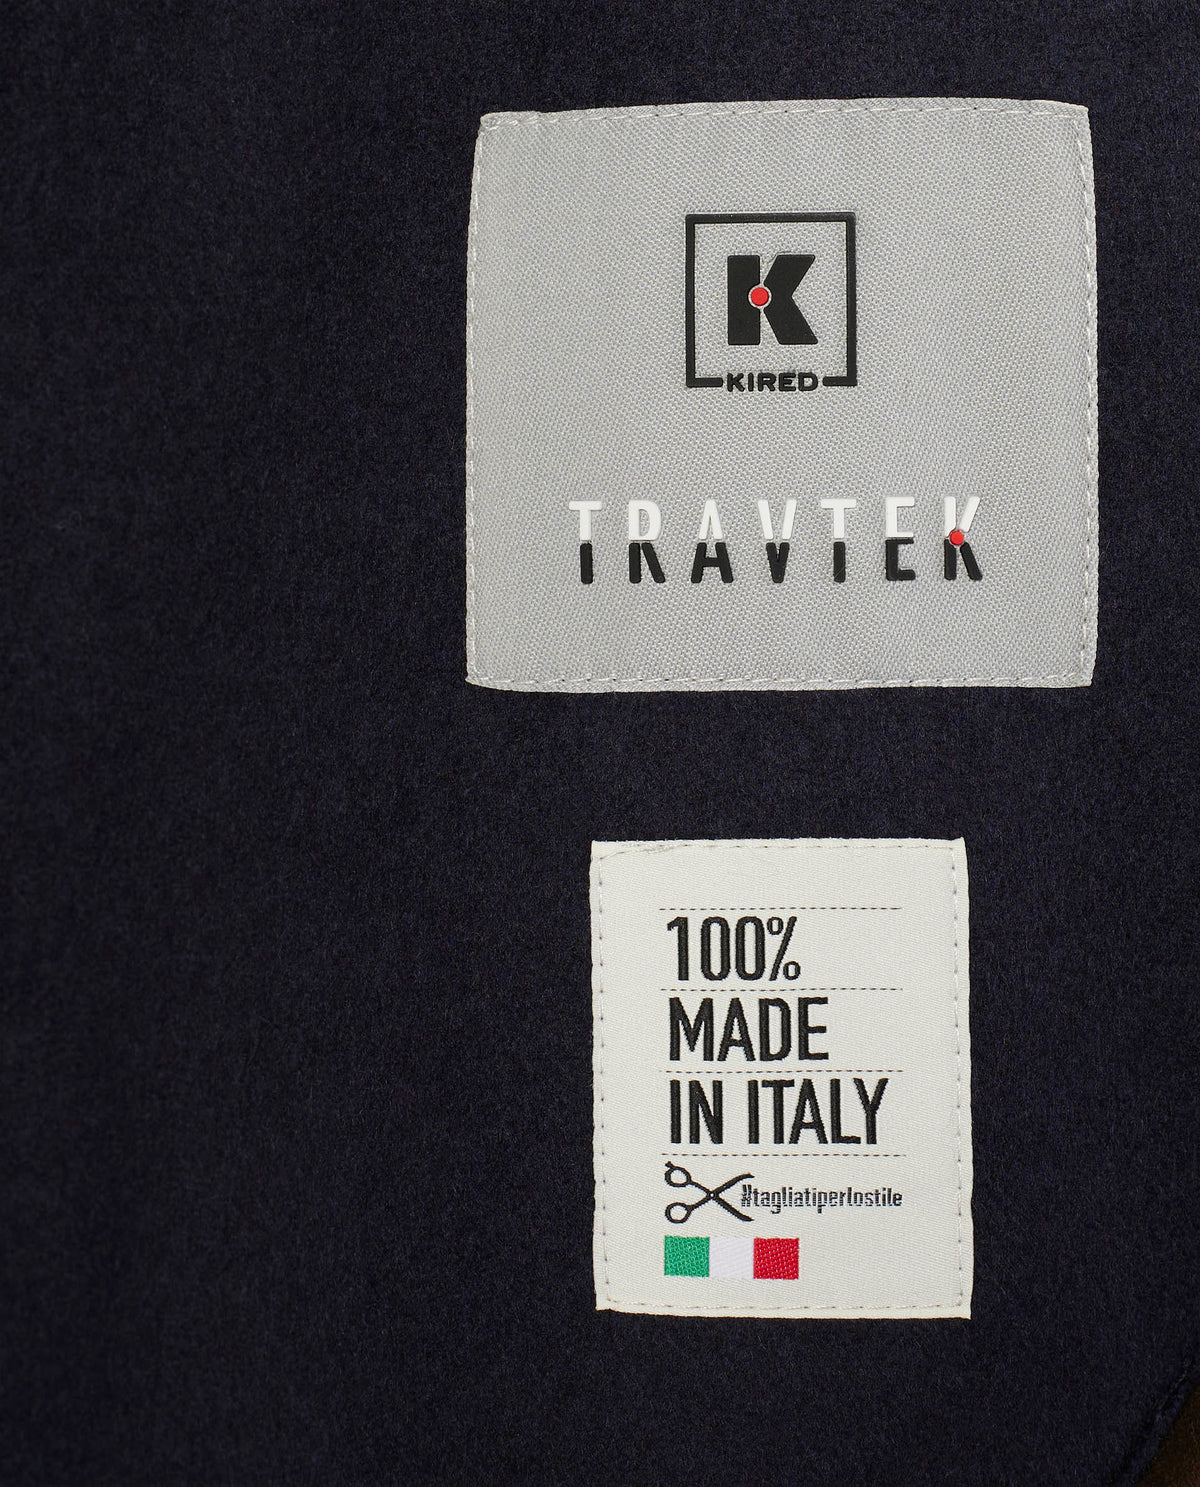 K
KIRED
TRAVTEK
100%
MADE
IN ITALY
#tagliatiperlostile